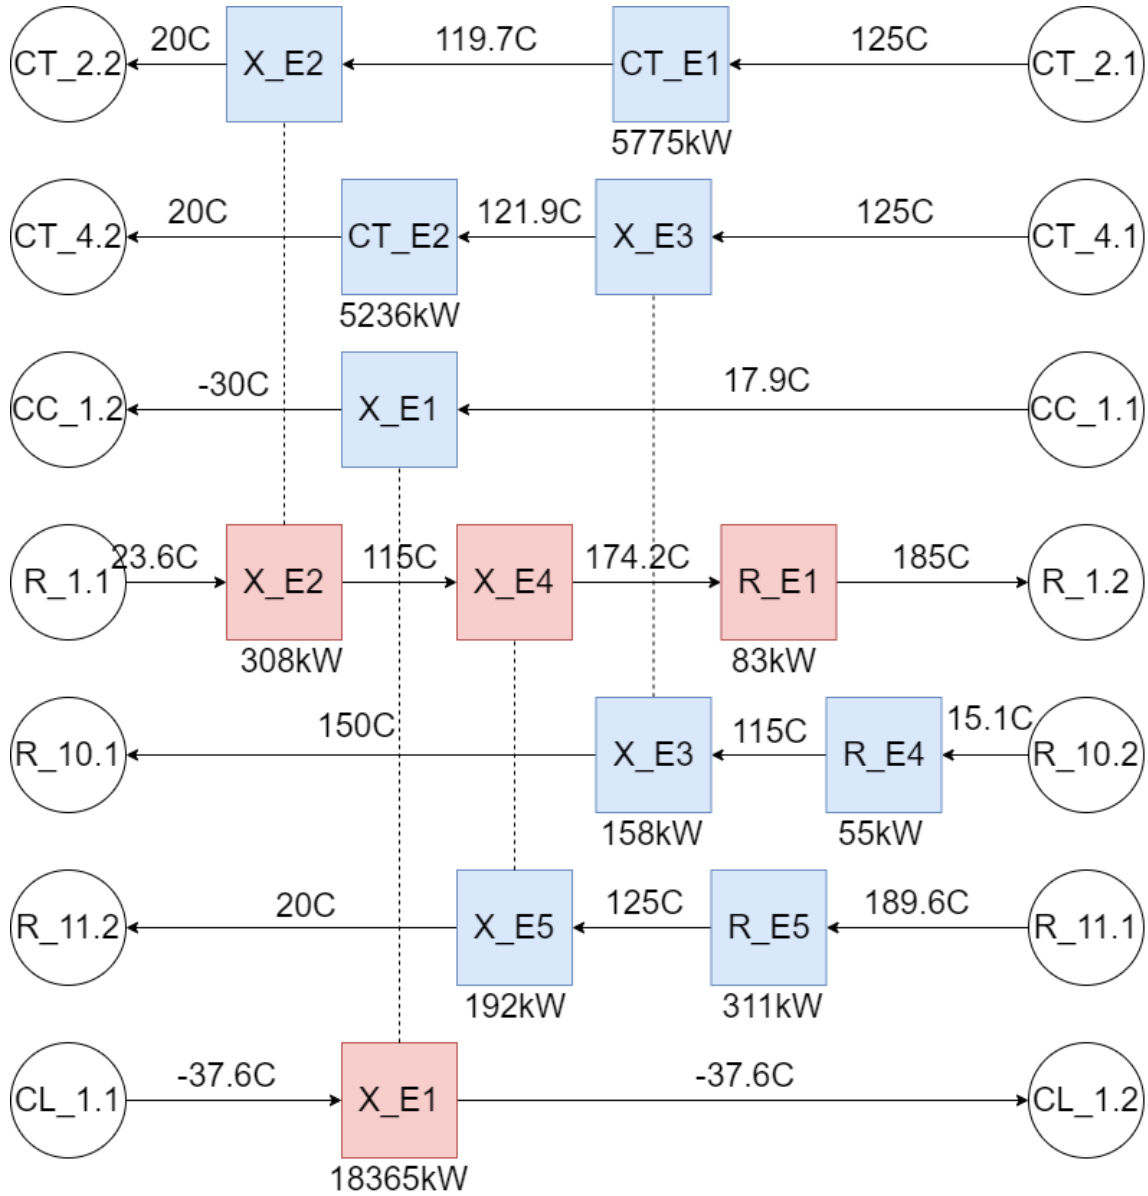 20C 119.7C 125C
CT_2.2 X_E2 CT_E1 CT_2.1
5775kW
20C 121.9C 125C
CT_4.2 CT_E2 X_E3 CT_4.1
5236kW
-30C 17.9C
CC_1.2 X_E1 CC_1.1
23.6C 115C 174.2C 185C
R_1.1 X_E2 X_E4 R_E1 R_1.2
308kW 83kW
150C 115C 15.1C
R_10.1 X_E3 R_E4 R_10.2
158kW 55kW
20C 125C 189.6C
R_11.2 X_E5 R_E5 R_11.1
192kW 311kW
-37.6C -37.6C
CL_1.1 X_E1 CL_1.2
18365kW